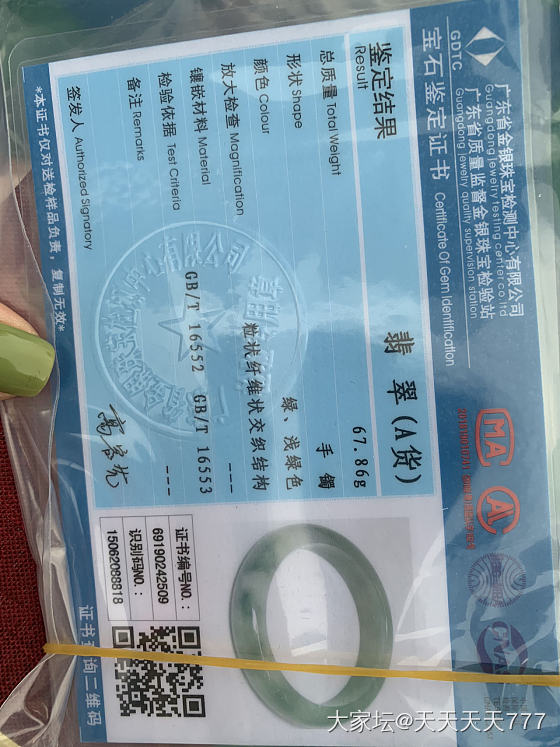 广东省金银珠宝检测中心有限公司
Guangdong jewelry testing center co.,ltd
广东省质量监督金银珠宝检验站
Guangdong jewelry quality supervision station
GDTC
宝石鉴定证书 Certificate Of Gem Identification
MA
鉴定结果 翡翠(A货)
Result
总质量 Total Weight 67.86g
形状 Shape 手镯
颜色 Colour 绿、浅绿色
放大检查 Magnification 粒状纤维状交织结构
镶嵌材料 Material ---
检验依据 Test Criteria GB/T 16552 GB/T 16553
备注 Remarks ---
签发人 Authorized Signatory
*本证书仅对送检样品负责，复制无效*
证书编号NO.:
69190242509
识别码NO.:
15062088818
证书查询二维码
大家坛@天天天天777